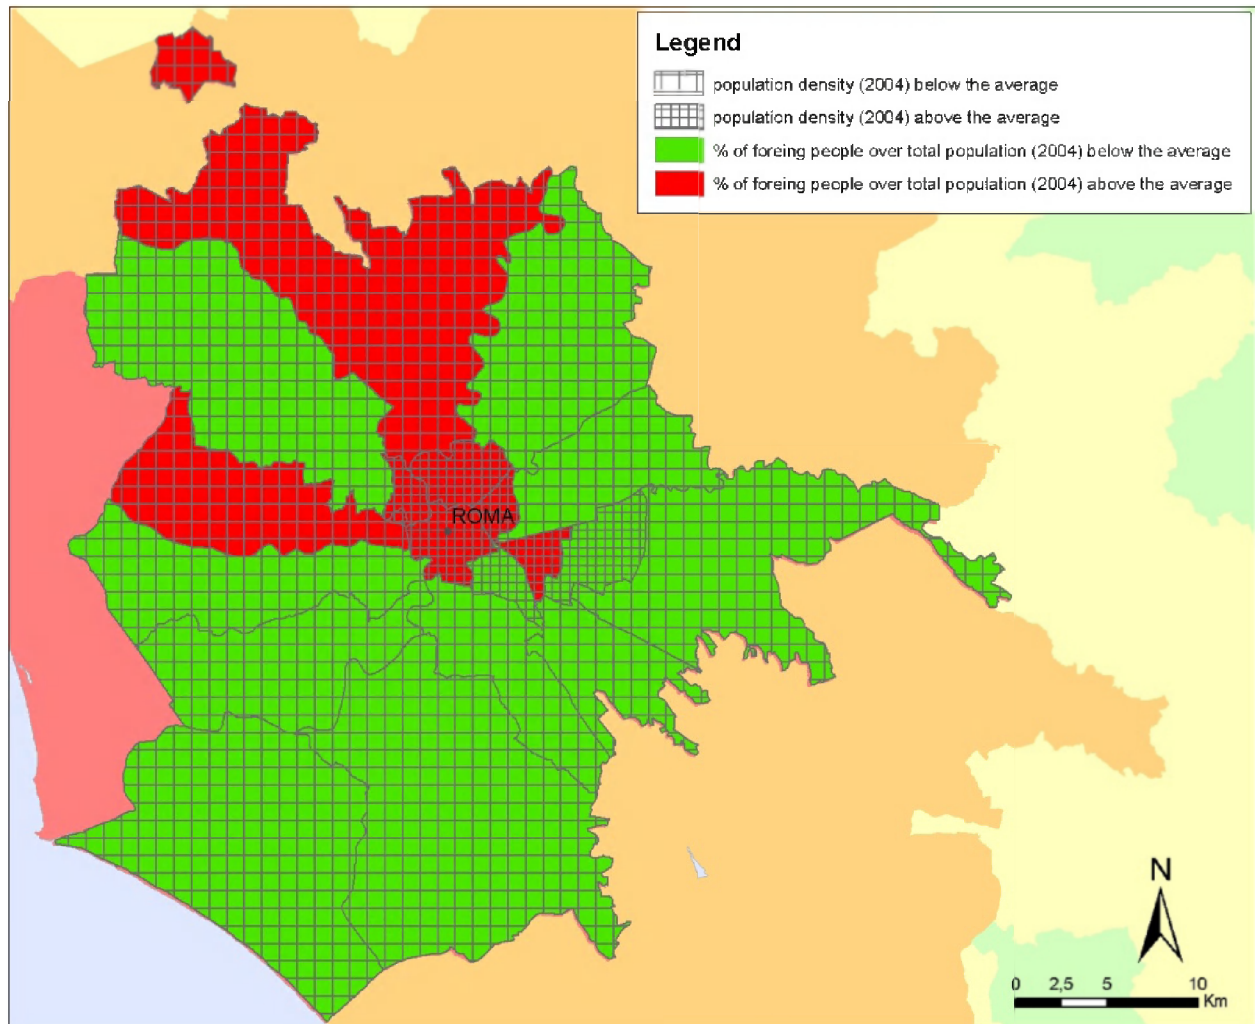 Legend
population density (2004) below the average
population density (2004) above the average
% of foreing people over total population (2004) below the average
% of foreing people over total population (2004) above the average
ROMA
N
0 2,5 5 10
Km